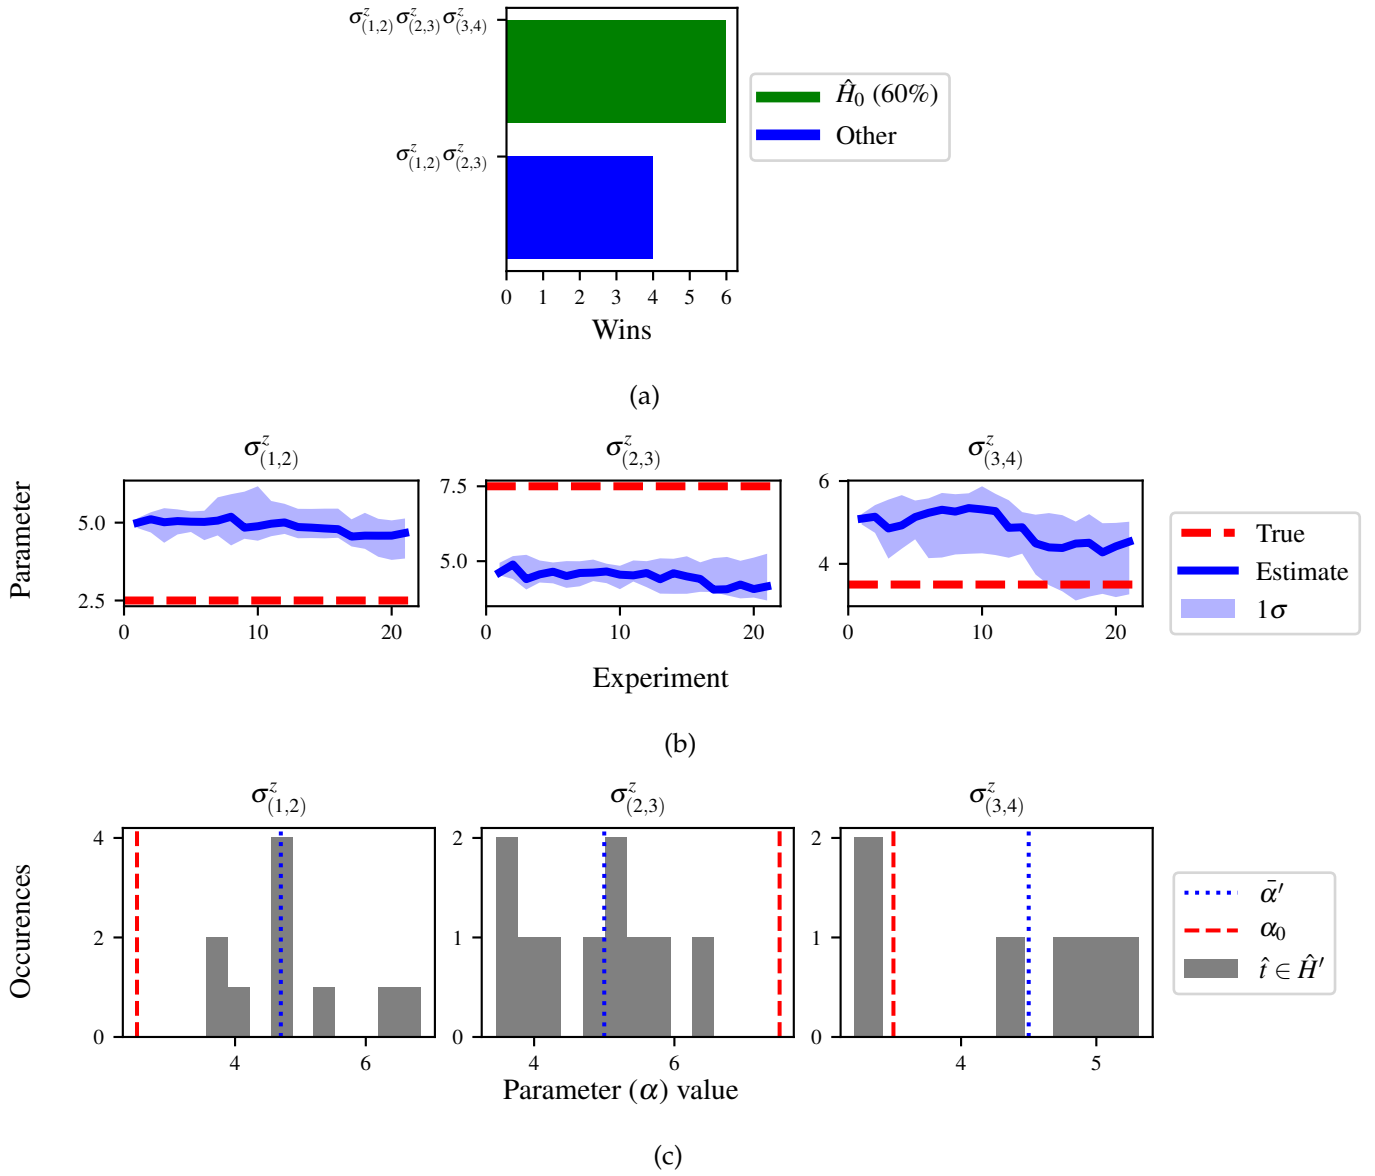 σ^z_(1,2)σ^z_(2,3)σ^z_(3,4)
σ^z_(1,2)σ^z_(2,3)
0 1 2 3 4 5 6
Wins
Ĥ₀ (60%)
Other
(a)
σ^z_(1,2) σ^z_(2,3) σ^z_(3,4)
Parameter
5.0
2.5
0 10 20
7.5
5.0
0 10 20
6
4
0 10 20
True
Estimate
1σ
Experiment
(b)
σ^z_(1,2) σ^z_(2,3) σ^z_(3,4)
Occurences
4
2
0
4 6
2
1
0
4 6
2
1
0
4 5
ᾱ′
α₀
t̂ ∈ Ĥ′
Parameter (α) value
(c)